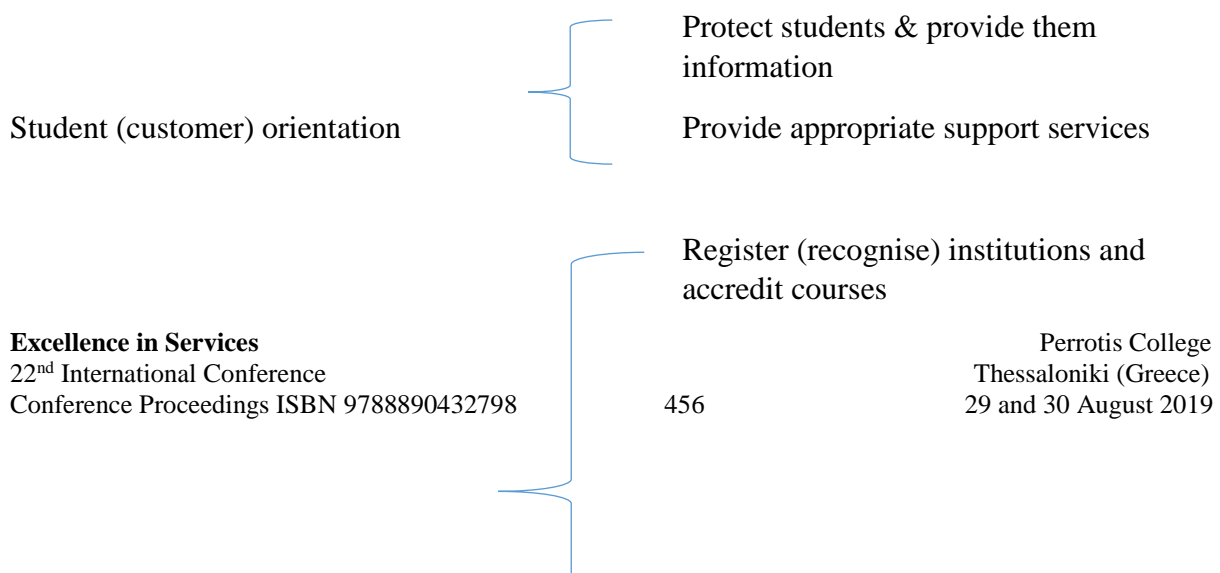 Protect students & provide them
information
Student (customer) orientation
Provide appropriate support services
Register (recognise) institutions and
accredit courses
Excellence in Services
22nd International Conference
Conference Proceedings ISBN 9788890432798
456
Perrotis College
Thessaloniki (Greece)
29 and 30 August 2019